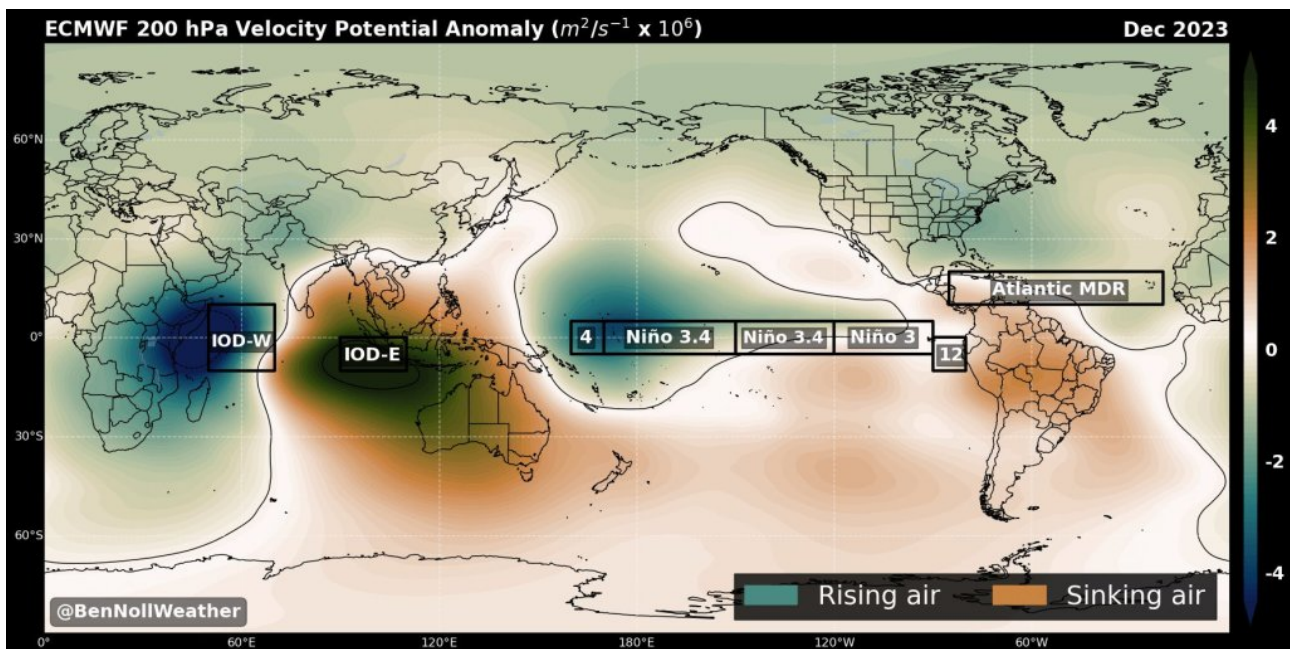 ECMWF 200 hPa Velocity Potential Anomaly (m²/s⁻¹ x 10⁶)
Dec 2023
60°N
30°N
0°
30°S
60°S
IOD-W
IOD-E
4
Niño 3.4
Niño 3.4
Niño 3
12
Atlantic MDR
4
2
0
-2
-4
@BenNollWeather
Rising air
Sinking air
0°
60°E
120°E
180°
120°W
60°W